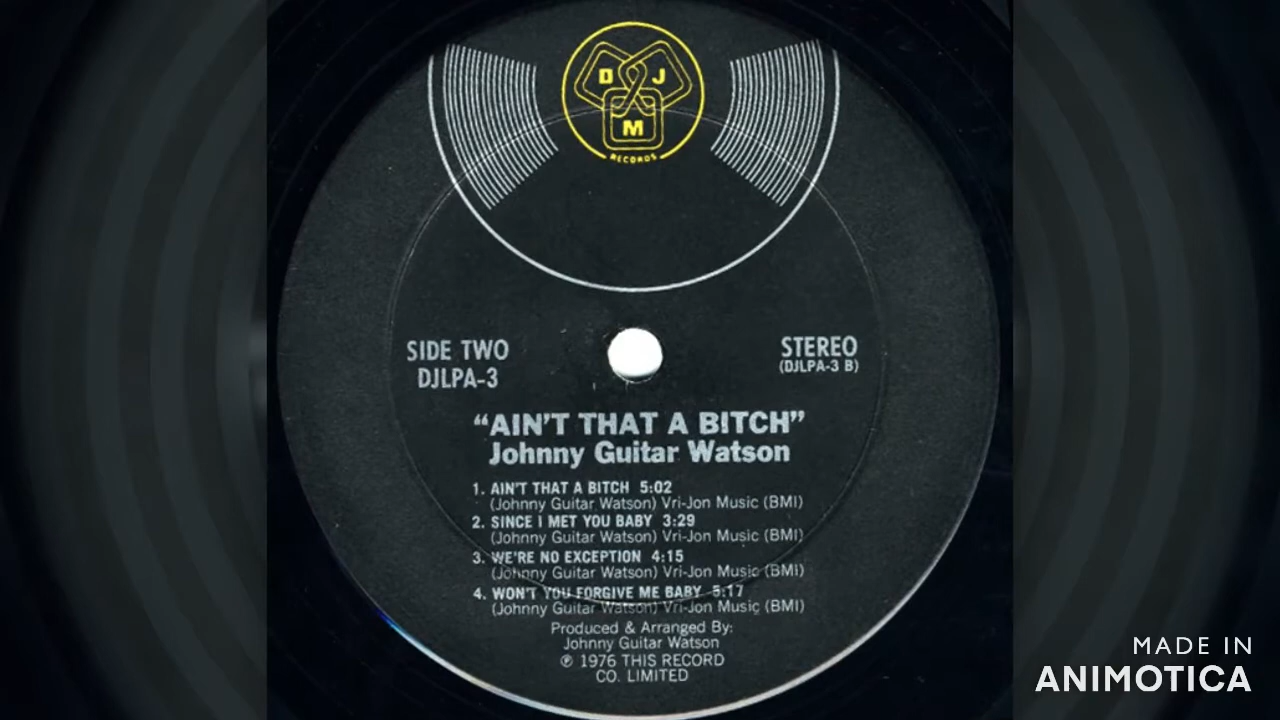 D J
M
RECORDS
SIDE TWO
DJLPA-3
STEREO
(DJLPA-3 B)
“AIN'T THAT A BITCH”
Johnny Guitar Watson
1. AIN'T THAT A BITCH 5:02
(Johnny Guitar Watson) Vri-Jon Music (BMI)
2. SINCE I MET YOU BABY 3:29
(Johnny Guitar Watson) Vri-Jon Music (BMI)
3. WE'RE NO EXCEPTION 4:15
(Johnny Guitar Watson) Vri-Jon Music (BMI)
4. WON'T YOU FORGIVE ME BABY 5:17
(Johnny Guitar Watson) Vri-Jon Music (BMI)
Produced & Arranged By:
Johnny Guitar Watson
℗ 1976 THIS RECORD
CO. LIMITED
MADE IN
ANIMOTICA